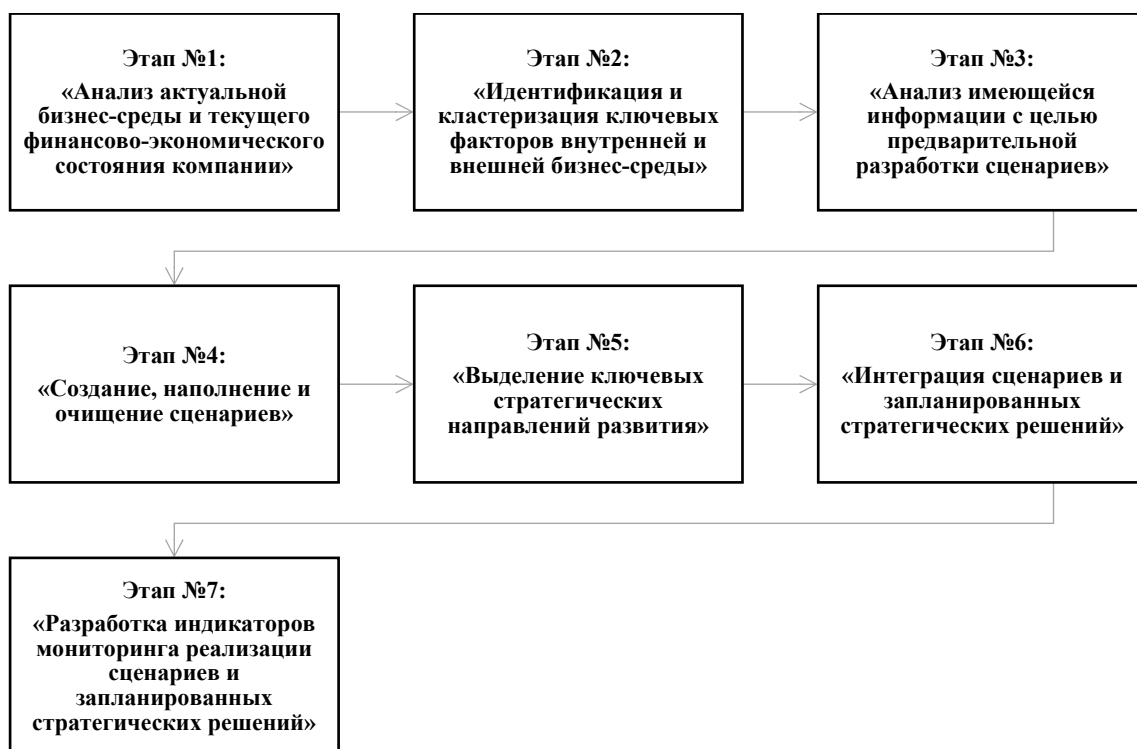 Этап №1:
«Анализ актуальной
бизнес-среды и текущего
финансово-экономического
состояния компании»
Этап №2:
«Идентификация и
кластеризация ключевых
факторов внутренней и
внешней бизнес-среды»
Этап №3:
«Анализ имеющейся
информации с целью
предварительной
разработки сценариев»
Этап №4:
«Создание, наполнение и
очищение сценариев»
Этап №5:
«Выделение ключевых
стратегических
направлений развития»
Этап №6:
«Интеграция сценариев и
запланированных
стратегических решений»
Этап №7:
«Разработка индикаторов
мониторинга реализации
сценариев и
запланированных
стратегических решений»